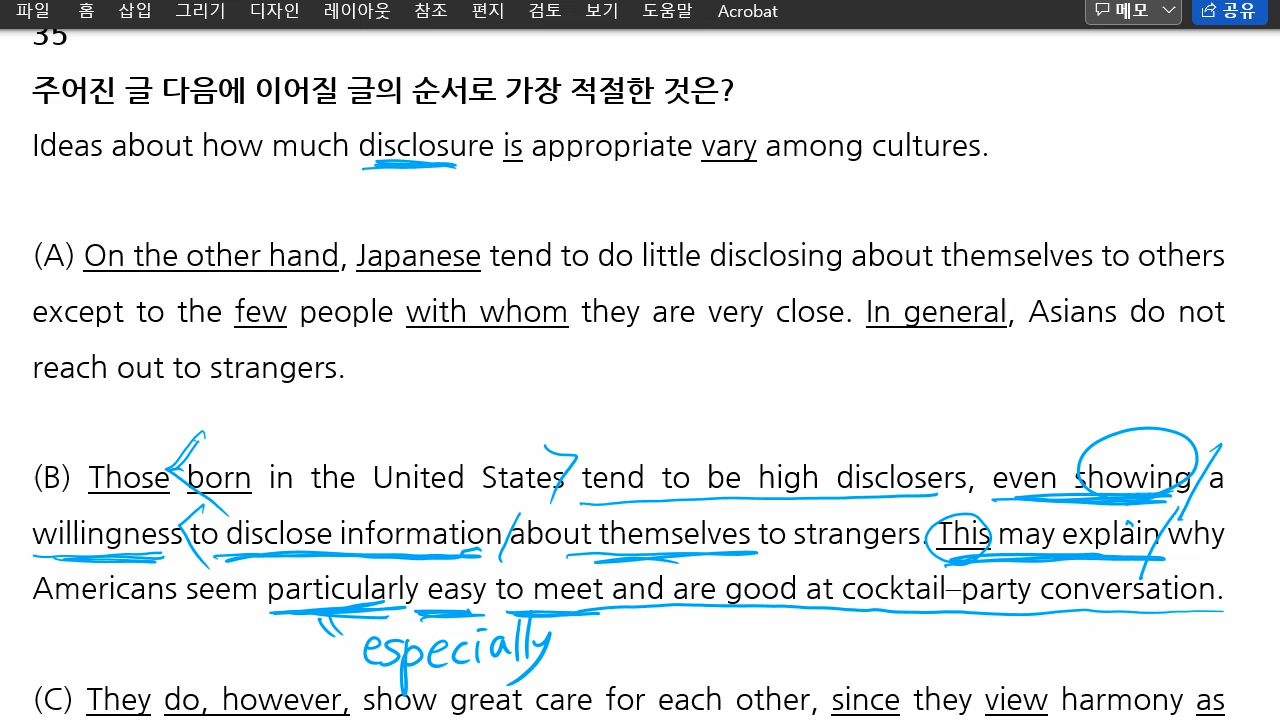 파일 홈 삽입 그리기 디자인 레이아웃 참조 편지 검토 보기 도움말 Acrobat 메모 공유
35
주어진 글 다음에 이어질 글의 순서로 가장 적절한 것은?
Ideas about how much disclosure is appropriate vary among cultures.
(A) On the other hand, Japanese tend to do little disclosing about themselves to others
except to the few people with whom they are very close. In general, Asians do not
reach out to strangers.
(B) Those born in the United States tend to be high disclosers, even showing a
willingness to disclose information about themselves to strangers. This may explain why
Americans seem particularly easy to meet and are good at cocktail–party conversation.
especially
(C) They do, however, show great care for each other, since they view harmony as